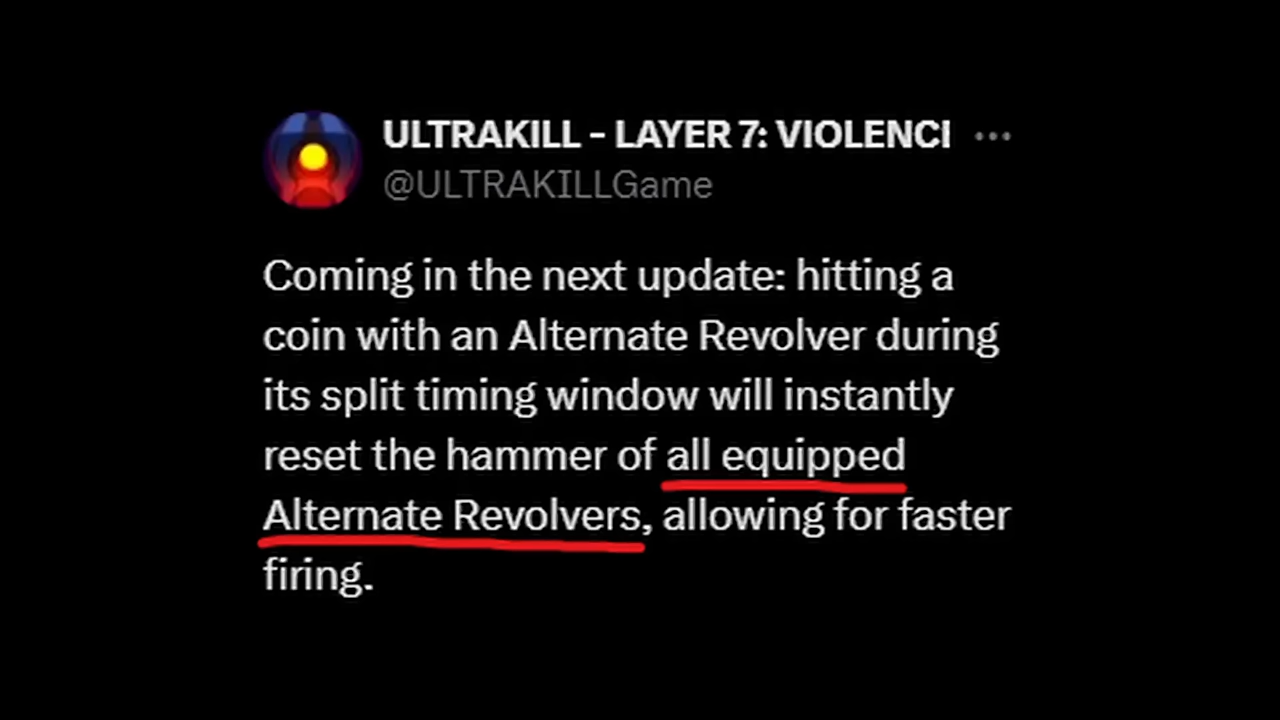 ULTRAKILL - LAYER 7: VIOLENCI ...
@ULTRAKILLGame
Coming in the next update: hitting a
coin with an Alternate Revolver during
its split timing window will instantly
reset the hammer of all equipped
Alternate Revolvers, allowing for faster
firing.